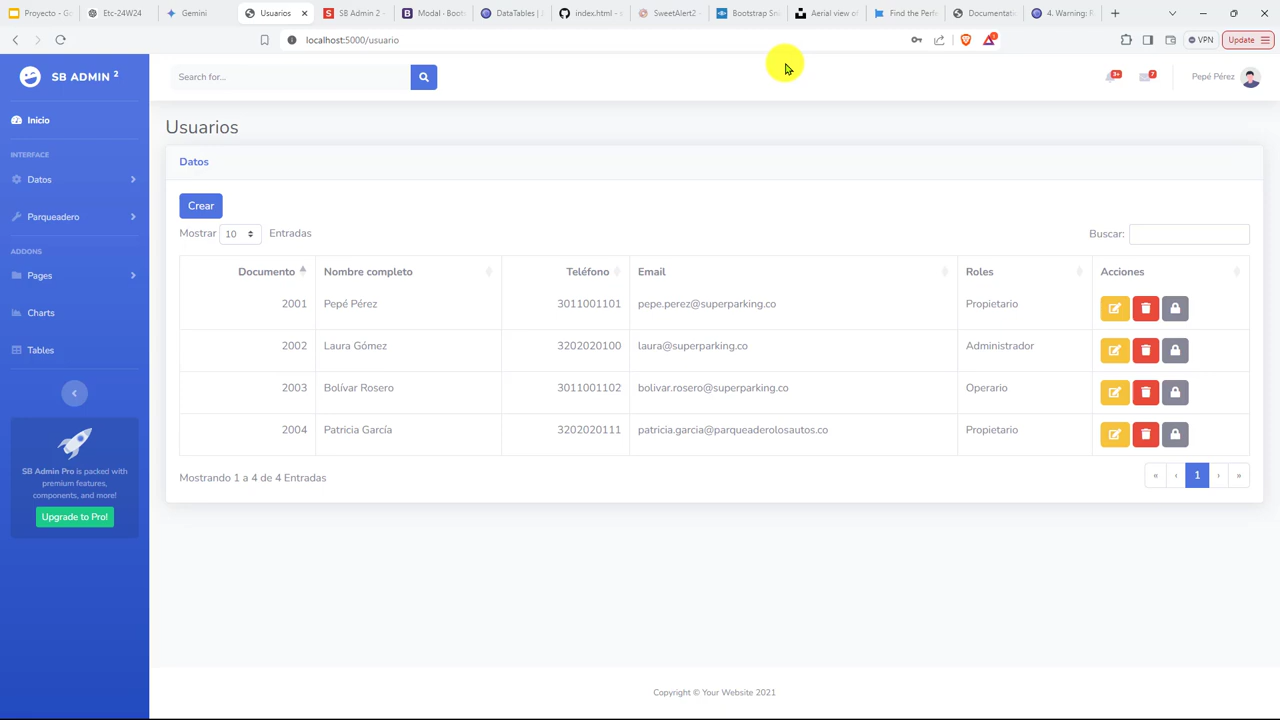 Proyecto - G
Etc-24W24
Gemini
Usuarios
SB Admin 2 -
Modal · Boots
DataTables | 
index.html - s
SweetAlert2 -
Bootstrap Sni
Aerial view of
Find the Perfe
Documentati
4. Warning: R
localhost:5000/usuario
VPN
Update
SB ADMIN 2
Search for...
3+
7
Pepé Pérez
Inicio
INTERFACE
Datos
Parqueadero
ADDONS
Pages
Charts
Tables
SB Admin Pro is packed with
premium features,
components, and more!
Upgrade to Pro!
Usuarios
Datos
Crear
Mostrar 10 Entradas
Buscar:
Documento Nombre completo Teléfono Email Roles Acciones
2001 Pepé Pérez 3011001101 pepe.perez@superparking.co Propietario
2002 Laura Gómez 3202020100 laura@superparking.co Administrador
2003 Bolívar Rosero 3011001102 bolivar.rosero@superparking.co Operario
2004 Patricia García 3202020111 patricia.garcia@parqueaderolosautos.co Propietario
Mostrando 1 a 4 de 4 Entradas
« ‹ 1 › »
Copyright © Your Website 2021